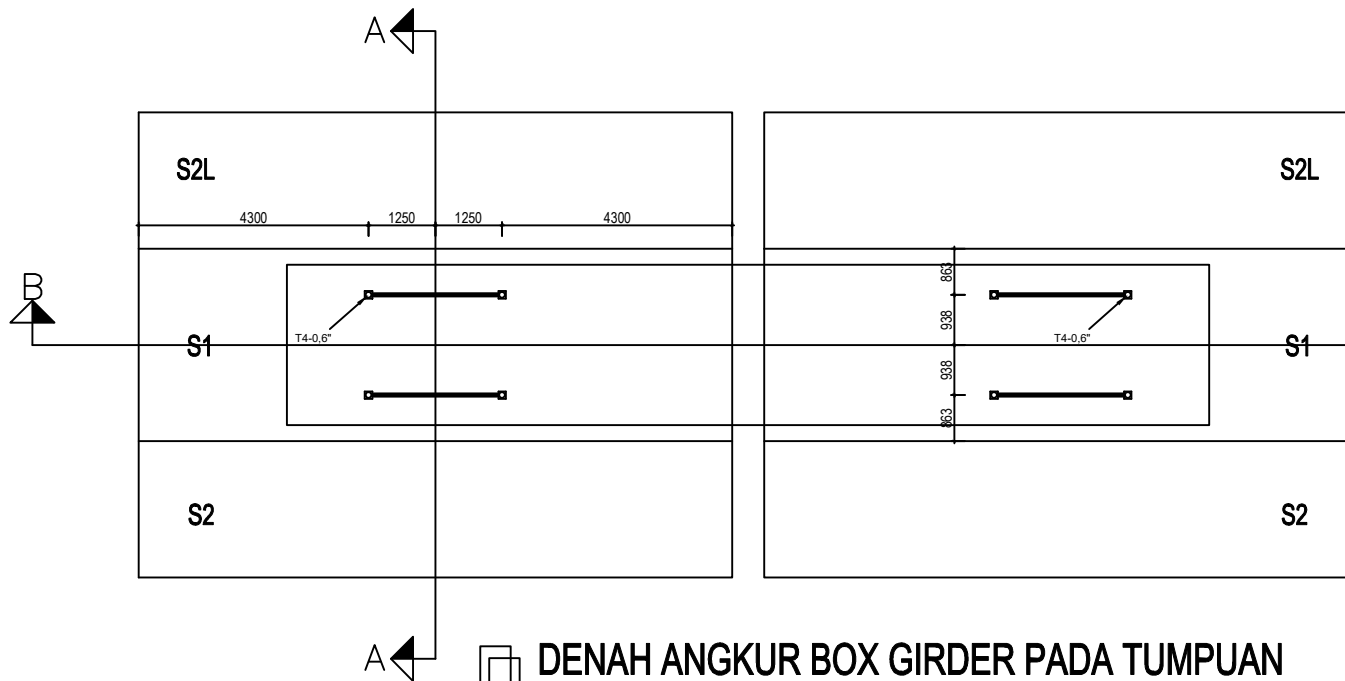 A
S2L
S2L
4300 1250 1250 4300
863
B
938
T4-0,6"
T4-0,6"
S1
S1
938
863
S2
S2
A
DENAH ANGKUR BOX GIRDER PADA TUMPUAN